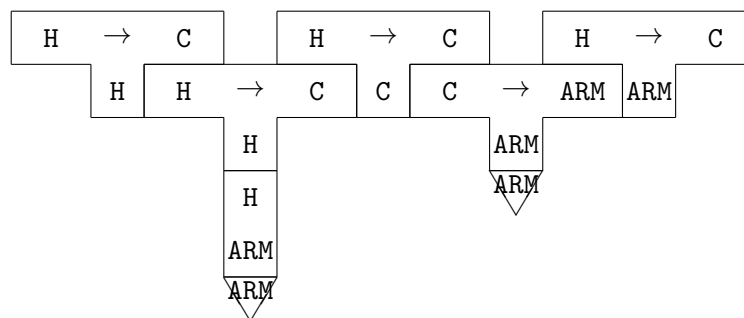 H → C H → C H → C
H H → C C C → ARM ARM
H ARM
H ARM
ARM
ARM